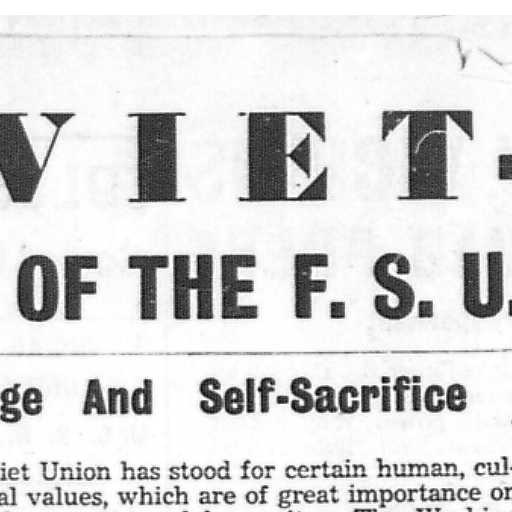 VIET-
OF THE F. S. U.
ge And Self-Sacrifice
iet Union has stood for certain human, cul-
al values, which are of great importance or